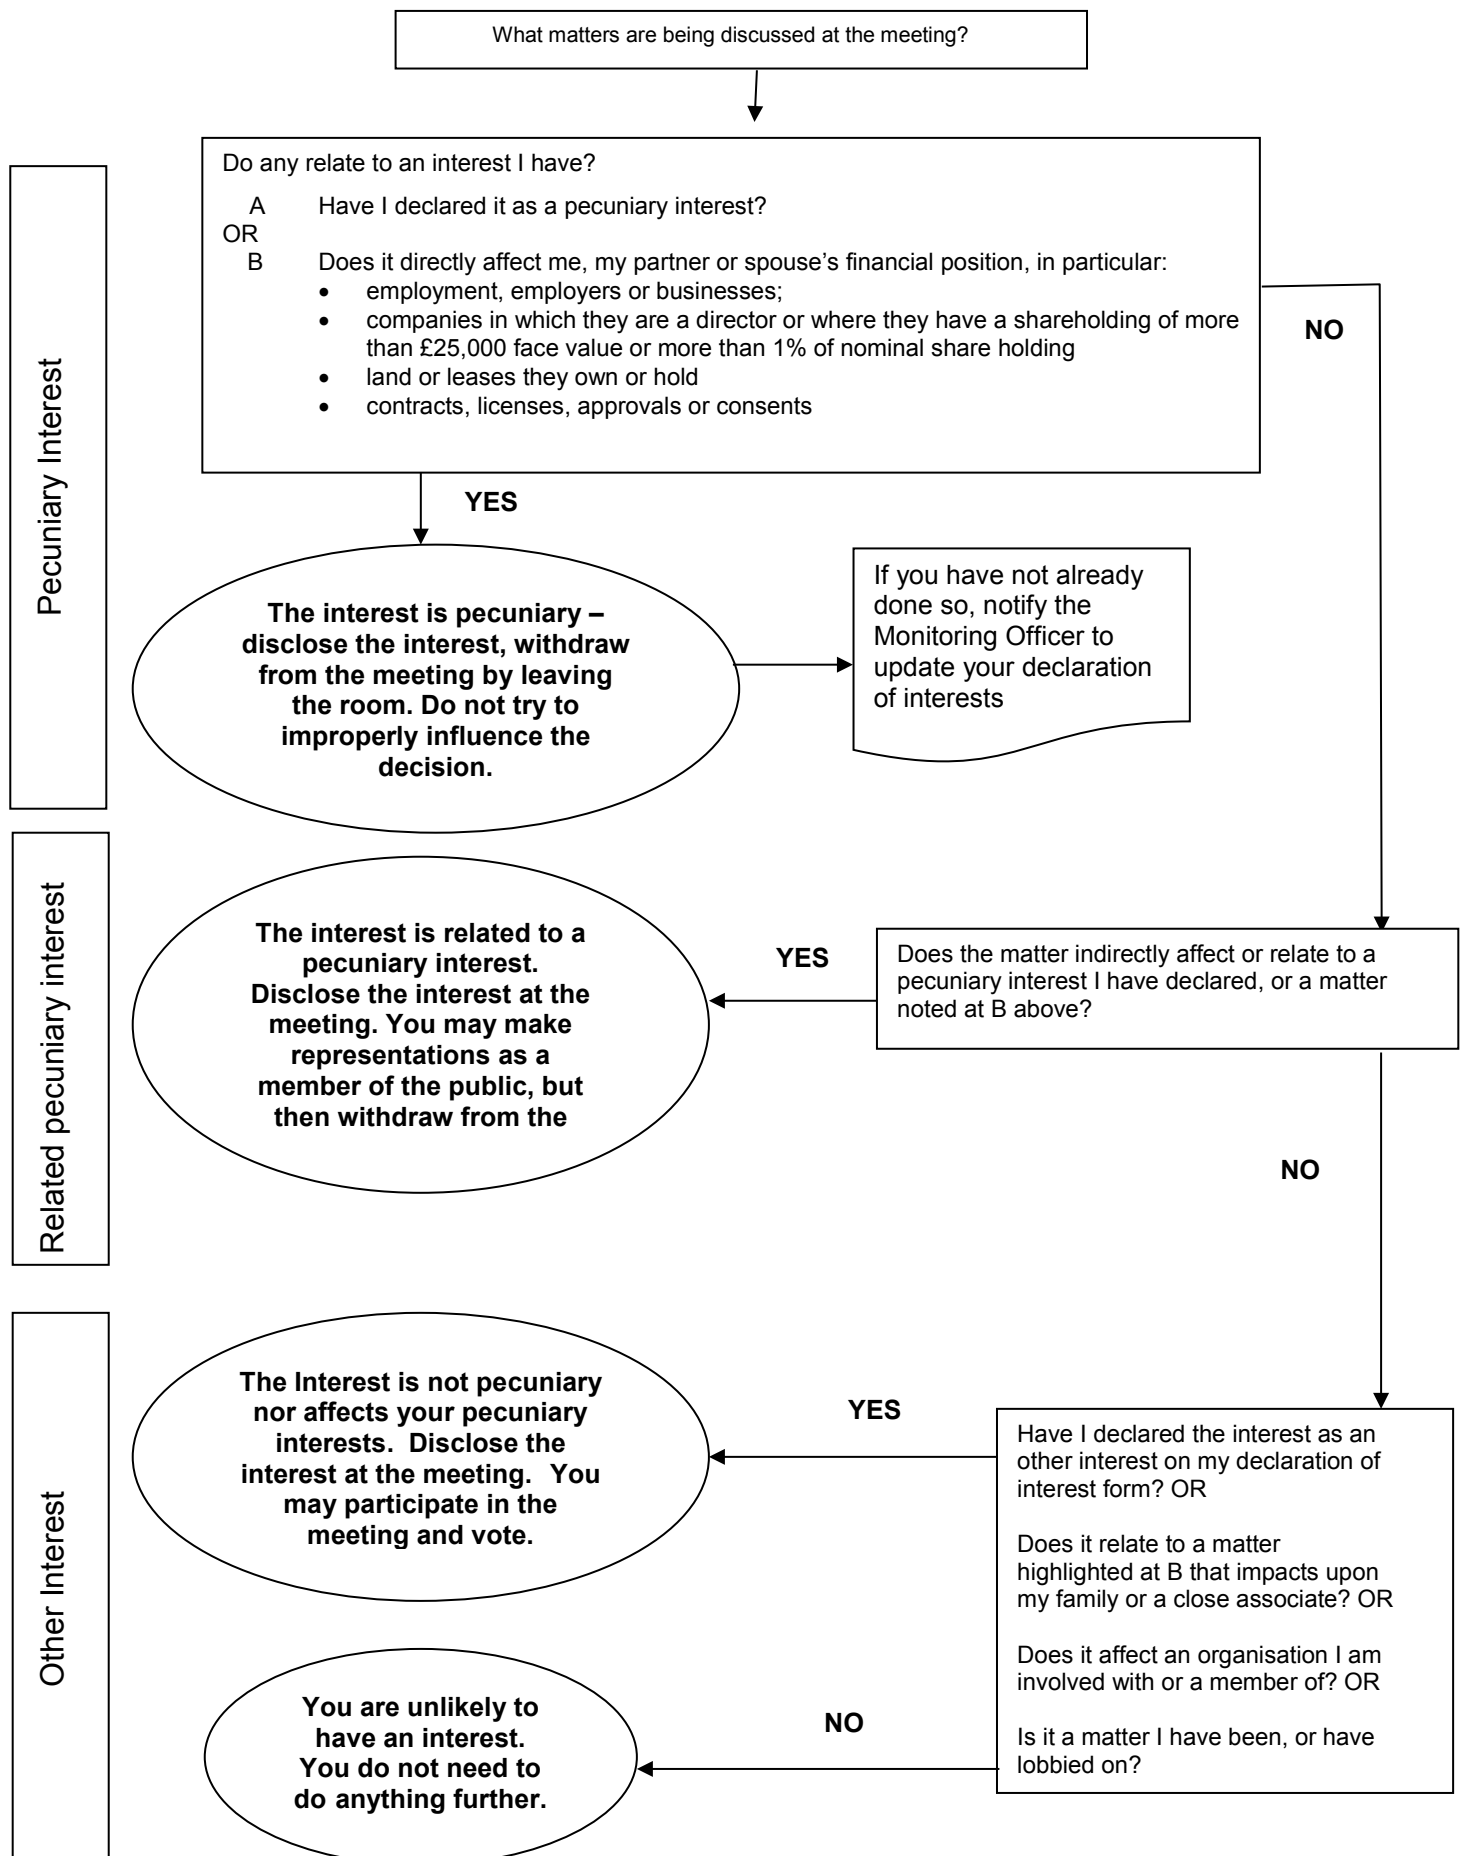 What matters are being discussed at the meeting?
Pecuniary Interest
Do any relate to an interest I have?
A Have I declared it as a pecuniary interest?
OR
B Does it directly affect me, my partner or spouse's financial position, in particular:
• employment, employers or businesses;
• companies in which they are a director or where they have a shareholding of more
than £25,000 face value or more than 1% of nominal share holding
• land or leases they own or hold
• contracts, licenses, approvals or consents
NO
YES
The interest is pecuniary –
disclose the interest, withdraw
from the meeting by leaving
the room. Do not try to
improperly influence the
decision.
If you have not already
done so, notify the
Monitoring Officer to
update your declaration
of interests
Related pecuniary interest
The interest is related to a
pecuniary interest.
Disclose the interest at the
meeting. You may make
representations as a
member of the public, but
then withdraw from the
YES
Does the matter indirectly affect or relate to a
pecuniary interest I have declared, or a matter
noted at B above?
NO
Other Interest
The Interest is not pecuniary
nor affects your pecuniary
interests. Disclose the
interest at the meeting. You
may participate in the
meeting and vote.
YES
Have I declared the interest as an
other interest on my declaration of
interest form? OR
Does it relate to a matter
highlighted at B that impacts upon
my family or a close associate? OR
Does it affect an organisation I am
involved with or a member of? OR
Is it a matter I have been, or have
lobbied on?
NO
You are unlikely to
have an interest.
You do not need to
do anything further.